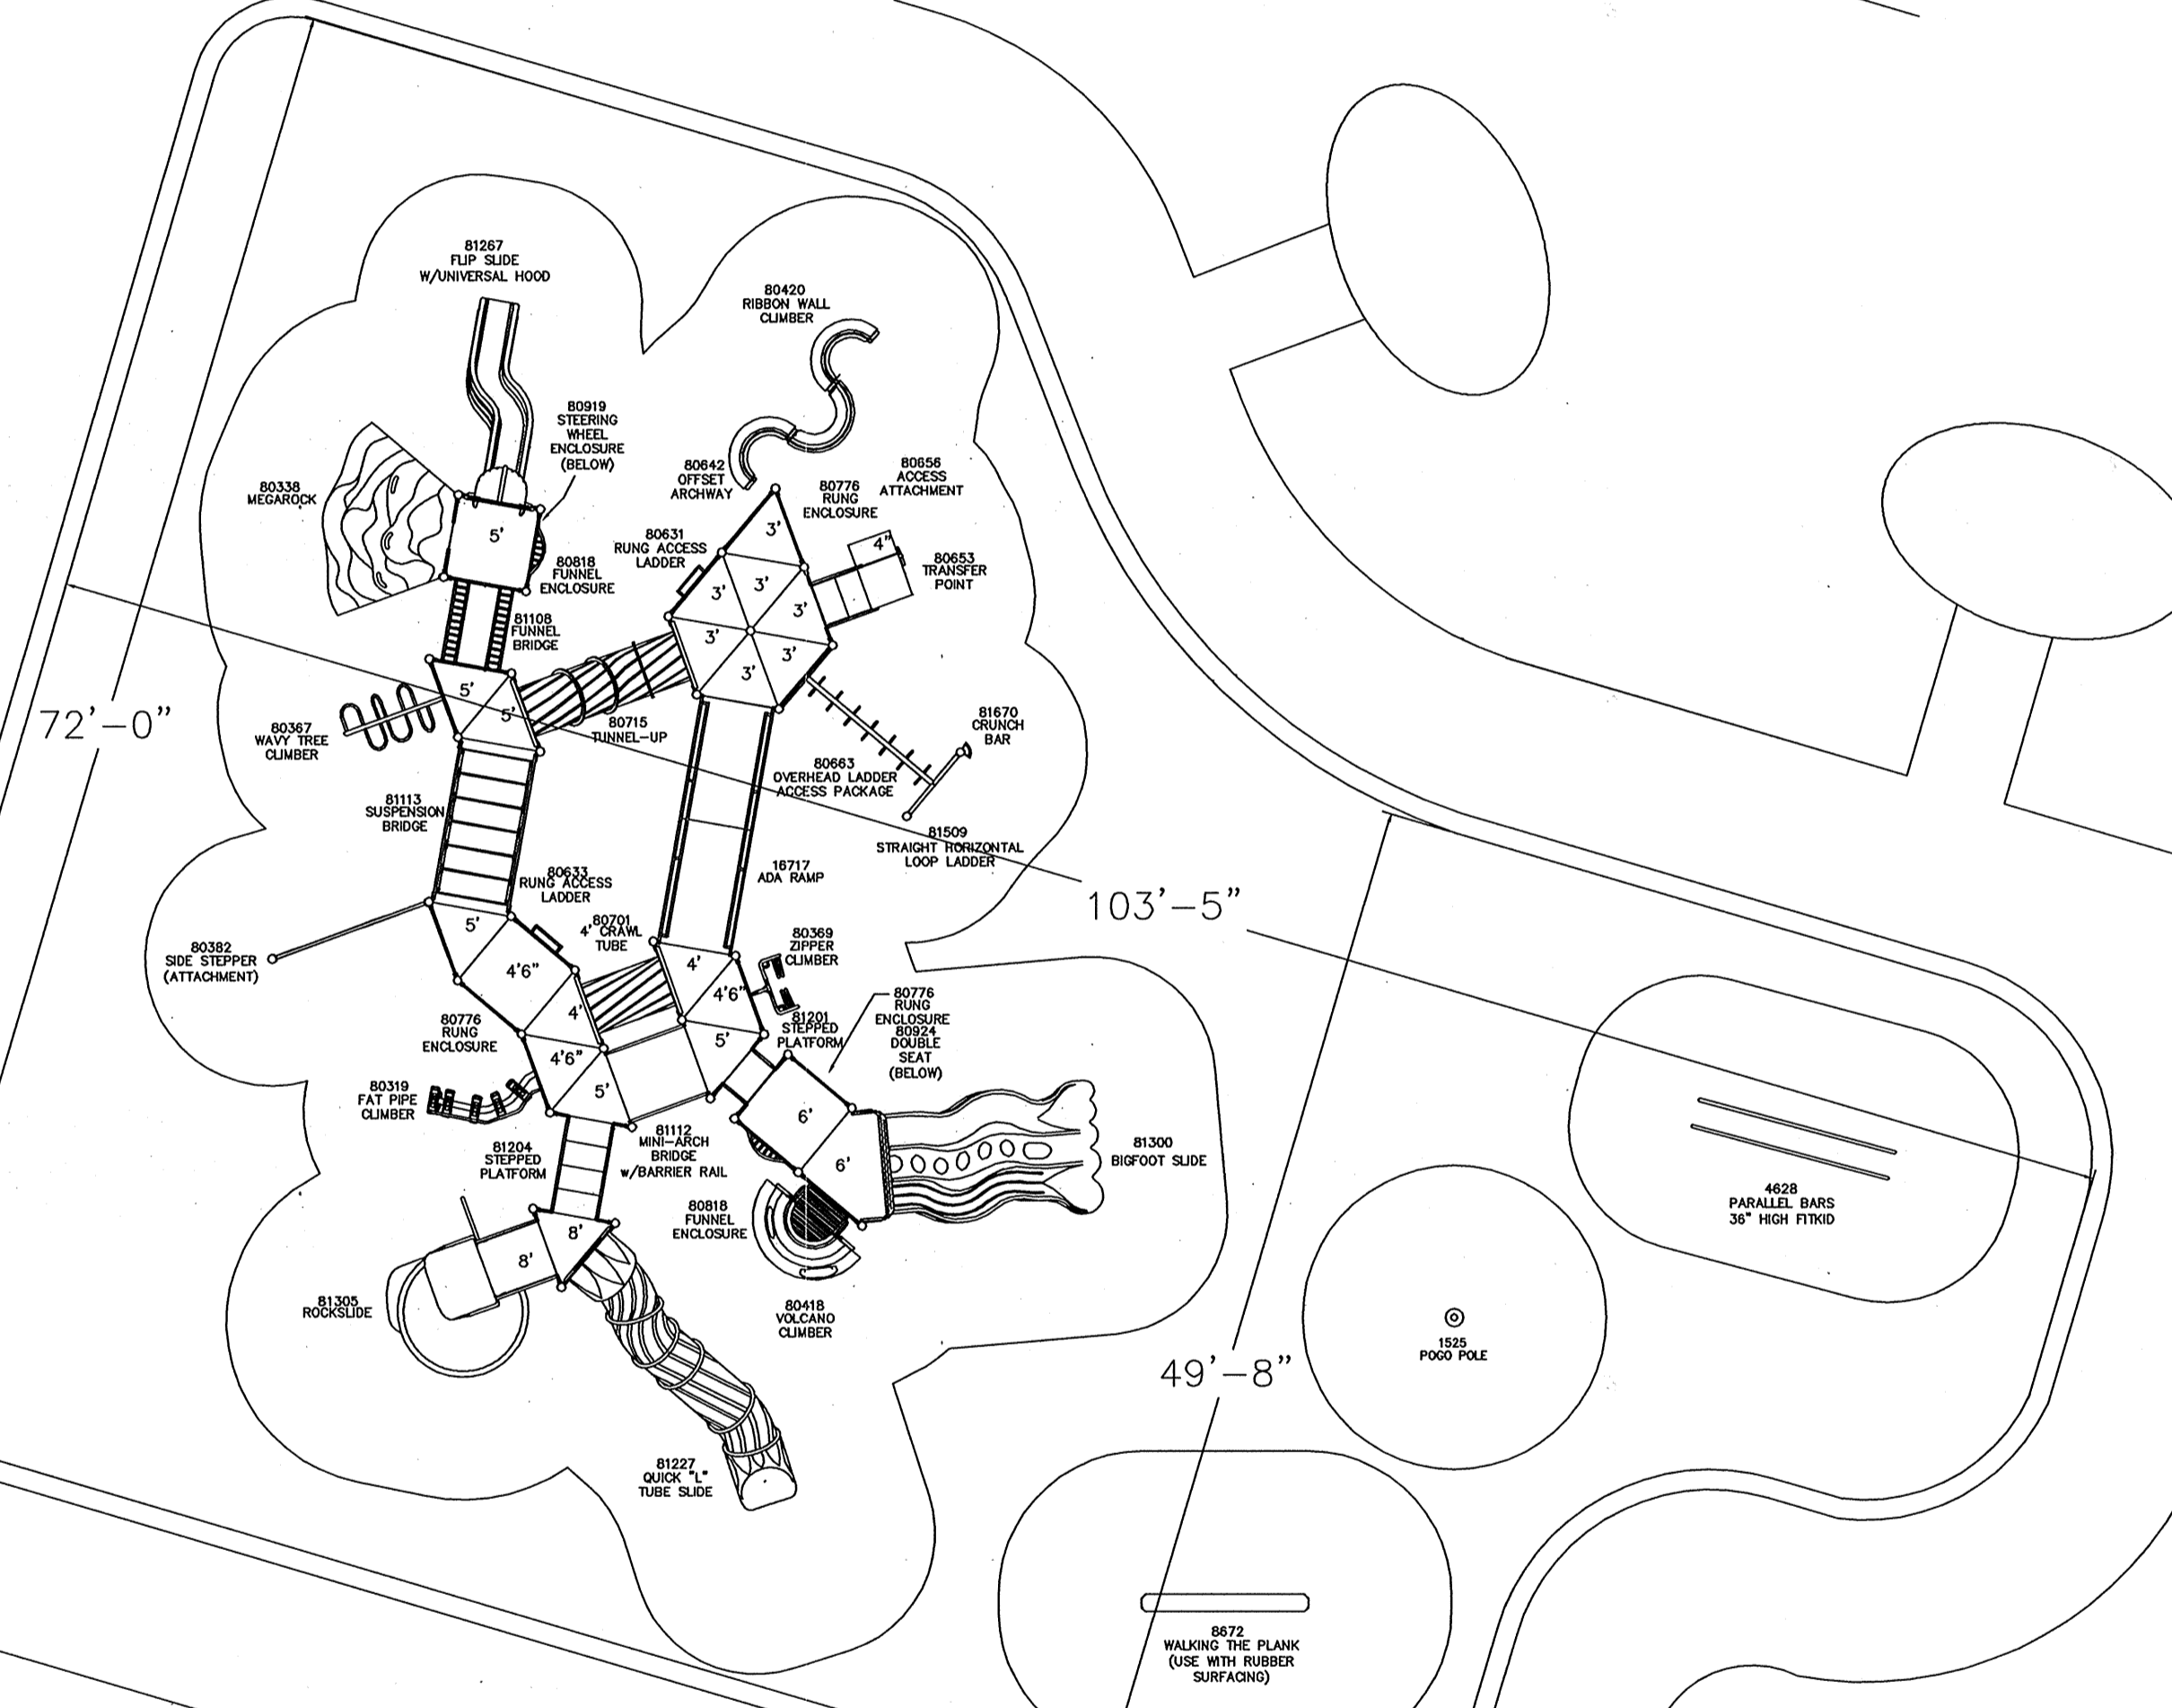 81267
FLIP SLIDE
W/UNIVERSAL HOOD
80420
RIBBON WALL
CLIMBER
80919
STEERING
WHEEL
ENCLOSURE
(BELOW)
80338
MEGAROCK
5'
80642
OFFSET
ARCHWAY
80776
RUNG
ENCLOSURE
80656
ACCESS
ATTACHMENT
80631
RUNG ACCESS
LADDER
3'
4"
80653
TRANSFER
POINT
80818
FUNNEL
ENCLOSURE
3'
3'
3'
3'
3'
3'
81108
FUNNEL
BRIDGE
5'
5'
72'-0"
80367
WAVY TREE
CLIMBER
80715
TUNNEL-UP
81670
CRUNCH
BAR
80663
OVERHEAD LADDER
ACCESS PACKAGE
81113
SUSPENSION
BRIDGE
81509
STRAIGHT HORIZONTAL
LOOP LADDER
16717
ADA RAMP
80633
RUNG ACCESS
LADDER
103'-5"
5'
80701
4' CRAWL
TUBE
80369
ZIPPER
CLIMBER
80382
SIDE STEPPER
(ATTACHMENT)
4'6"
4'
4'6"
4'
80776
RUNG
ENCLOSURE
80924
DOUBLE
SEAT
(BELOW)
81201
STEPPED
PLATFORM
80776
RUNG
ENCLOSURE
4'6"
5'
5'
80319
FAT PIPE
CLIMBER
6'
6'
81204
STEPPED
PLATFORM
81112
MINI-ARCH
BRIDGE
w/BARRIER RAIL
81300
BIGFOOT SLIDE
4628
PARALLEL BARS
36" HIGH FITKID
80818
FUNNEL
ENCLOSURE
8'
8'
81305
ROCKSLIDE
80418
VOLCANO
CLIMBER
1525
POGO POLE
49'-8"
81227
QUICK "L"
TUBE SLIDE
8672
WALKING THE PLANK
(USE WITH RUBBER
SURFACING)